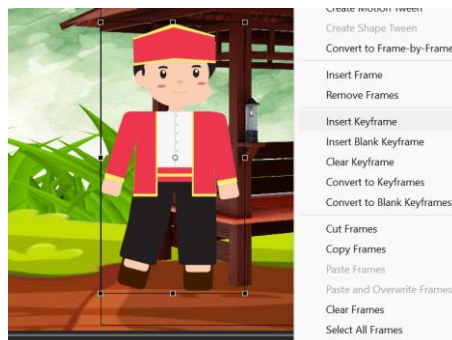 Create Motion Tween
Create Shape Tween
Convert to Frame-by-Frame
Insert Frame
Remove Frames
Insert Keyframe
Insert Blank Keyframe
Clear Keyframe
Convert to Keyframes
Convert to Blank Keyframes
Cut Frames
Copy Frames
Paste Frames
Paste and Overwrite Frames
Clear Frames
Select All Frames